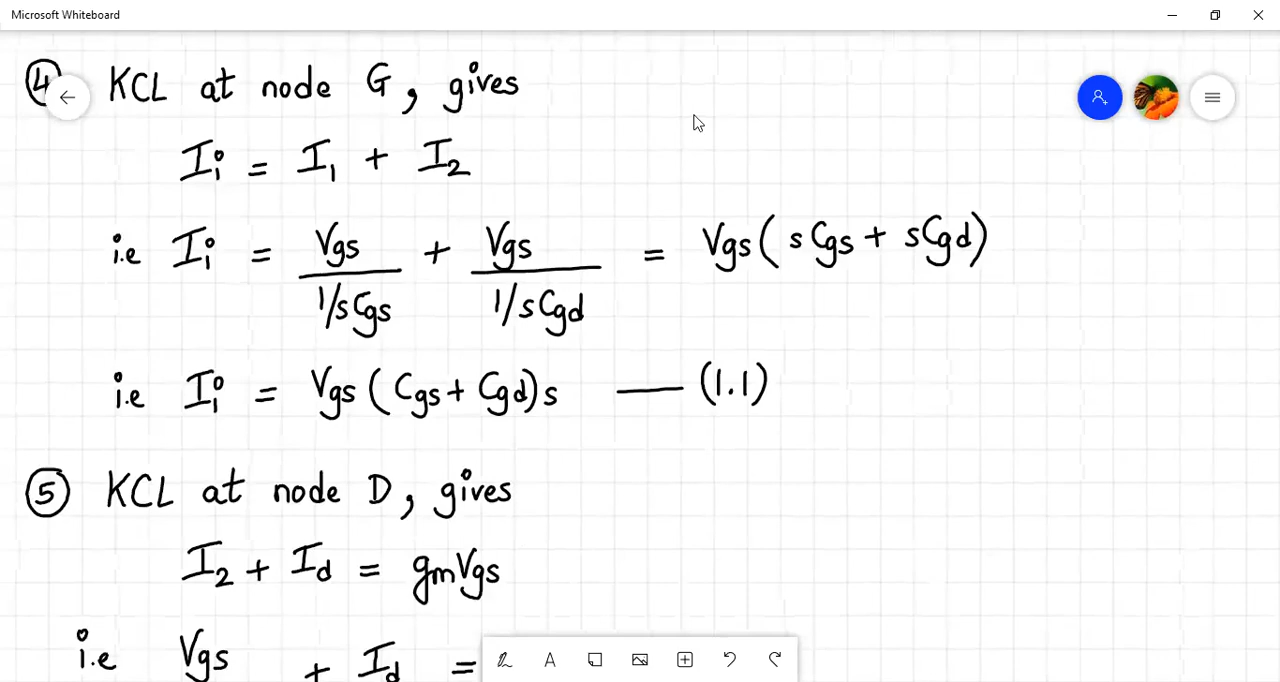 Microsoft Whiteboard
④ KCL at node G, gives
Ii = I1 + I2
i.e Ii = Vgs / (1/sCgs) + Vgs / (1/sCgd) = Vgs(sCgs + sCgd)
i.e Ii = Vgs(Cgs + Cgd)s —— (1.1)
⑤ KCL at node D, gives
I2 + Id = gmVgs
i.e Vgs + Id =